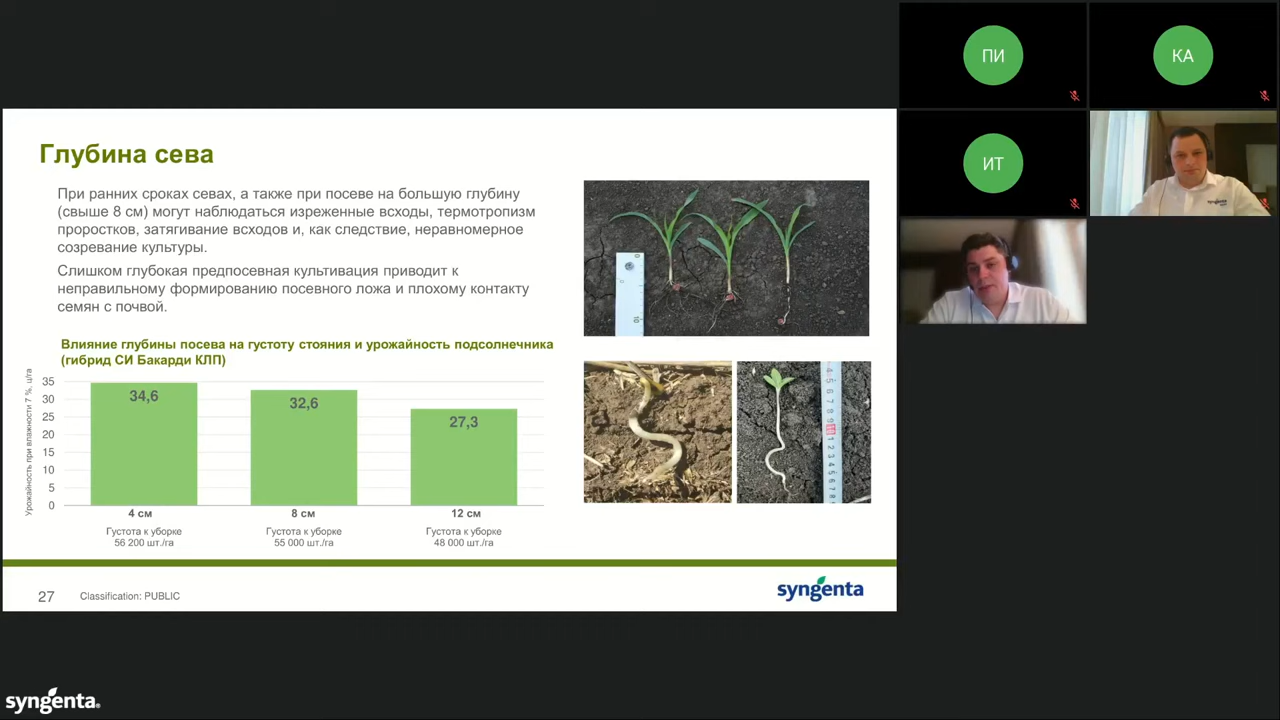 Глубина сева
При ранних сроках севах, а также при посеве на большую глубину
(свыше 8 см) могут наблюдаться изреженные всходы, термотропизм
проростков, затягивание всходов и, как следствие, неравномерное
созревание культуры.
Слишком глубокая предпосевная культивация приводит к
неправильному формированию посевного ложа и плохому контакту
семян с почвой.
Влияние глубины посева на густоту стояния и урожайность подсолнечника
(гибрид СИ Бакарди КЛП)
Урожайность при влажности 7 %, ц/га
35
30
25
20
15
10
5
0
34,6
32,6
27,3
4 см
8 см
12 см
Густота к уборке
56 200 шт./га
Густота к уборке
55 000 шт./га
Густота к уборке
48 000 шт./га
27
Classification: PUBLIC
syngenta
ПИ
КА
ИТ
syngenta